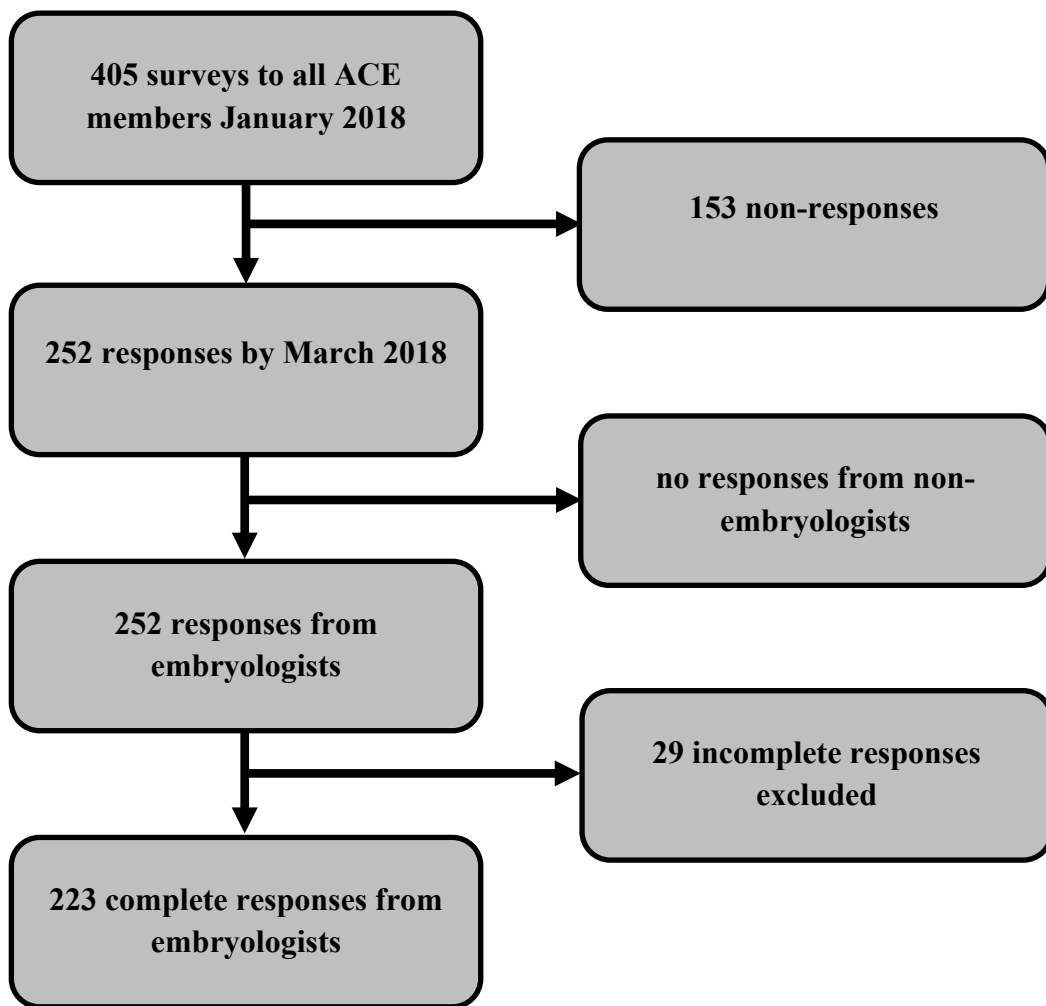 405 surveys to all ACE
members January 2018
153 non-responses
252 responses by March 2018
no responses from non-
embryologists
252 responses from
embryologists
29 incomplete responses
excluded
223 complete responses from
embryologists